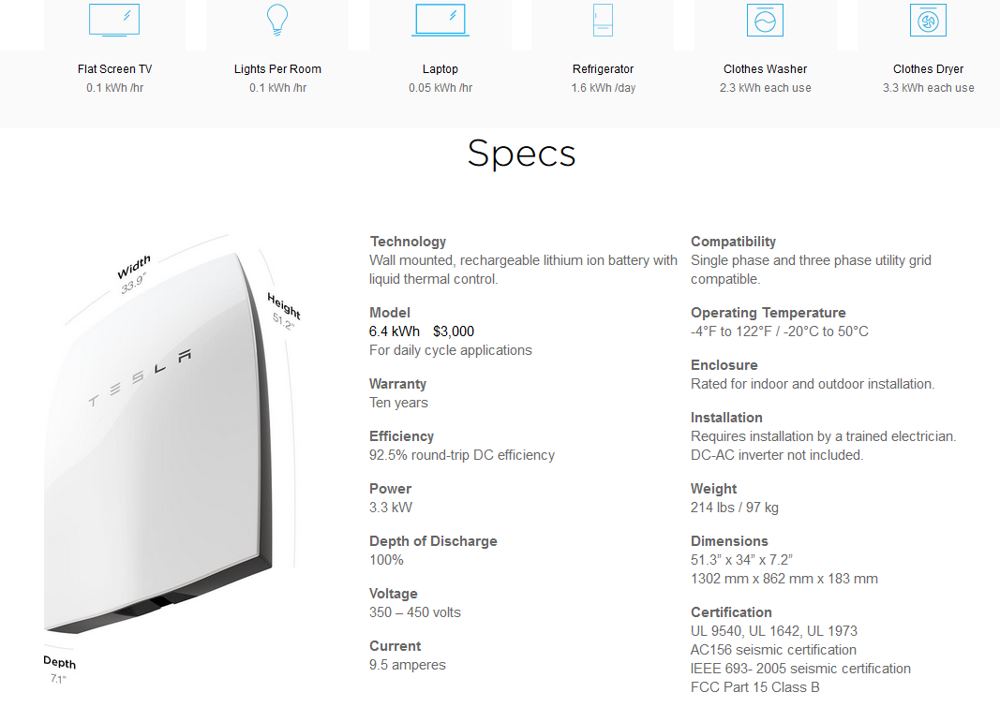 Flat Screen TV
0.1 kWh /hr
Lights Per Room
0.1 kWh /hr
Laptop
0.05 kWh /hr
Refrigerator
1.6 kWh /day
Clothes Washer
2.3 kWh each use
Clothes Dryer
3.3 kWh each use
Specs
Width
33.9"
Height
51.2"
TESLA
Depth
7.1"
Technology
Wall mounted, rechargeable lithium ion battery with
liquid thermal control.
Model
6.4 kWh $3,000
For daily cycle applications
Warranty
Ten years
Efficiency
92.5% round-trip DC efficiency
Power
3.3 kW
Depth of Discharge
100%
Voltage
350 – 450 volts
Current
9.5 amperes
Compatibility
Single phase and three phase utility grid
compatible.
Operating Temperature
-4°F to 122°F / -20°C to 50°C
Enclosure
Rated for indoor and outdoor installation.
Installation
Requires installation by a trained electrician.
DC-AC inverter not included.
Weight
214 lbs / 97 kg
Dimensions
51.3” x 34” x 7.2”
1302 mm x 862 mm x 183 mm
Certification
UL 9540, UL 1642, UL 1973
AC156 seismic certification
IEEE 693- 2005 seismic certification
FCC Part 15 Class B